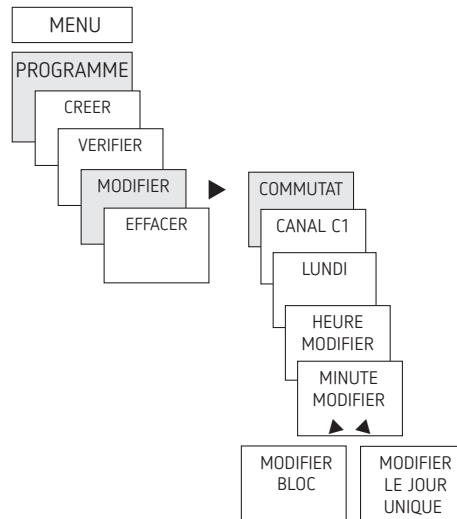 MENU
PROGRAMME
CREER
VERIFIER
MODIFIER
EFFACER
COMMUTAT
CANAL C1
LUNDI
HEURE
MODIFIER
MINUTE
MODIFIER
MODIFIER
BLOC
MODIFIER
LE JOUR
UNIQUE